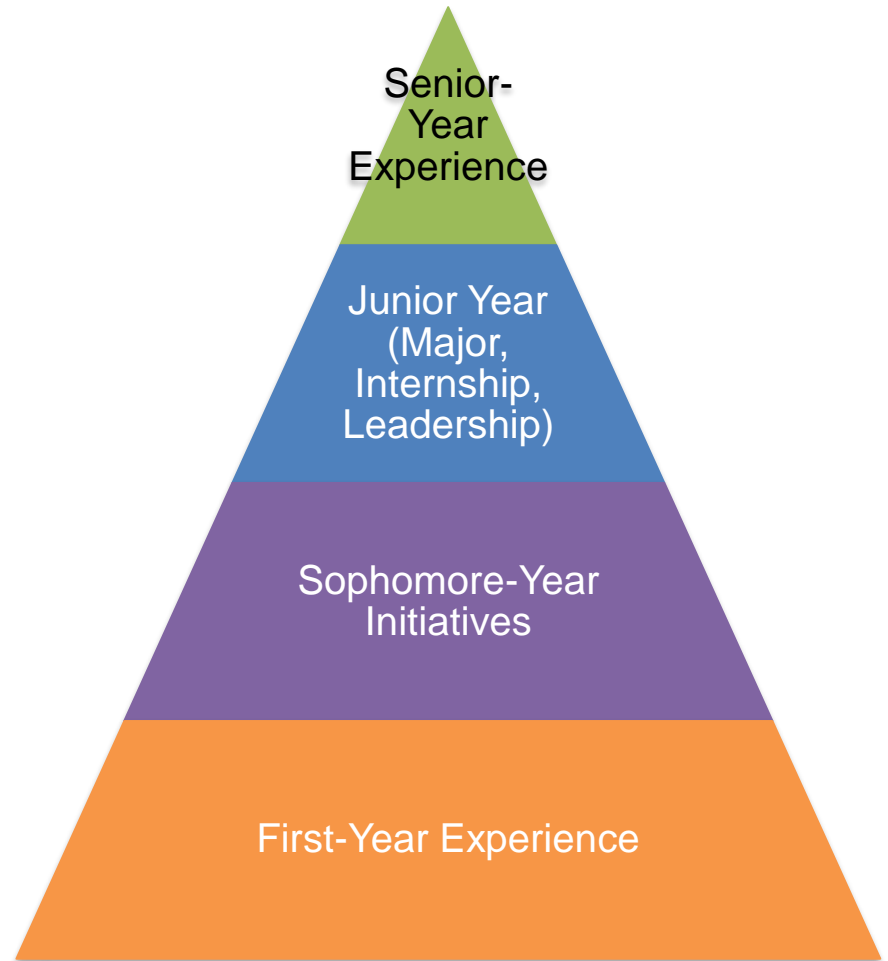 Senior-
Year
Experience
Junior Year
(Major,
Internship,
Leadership)
Sophomore-Year
Initiatives
First-Year Experience